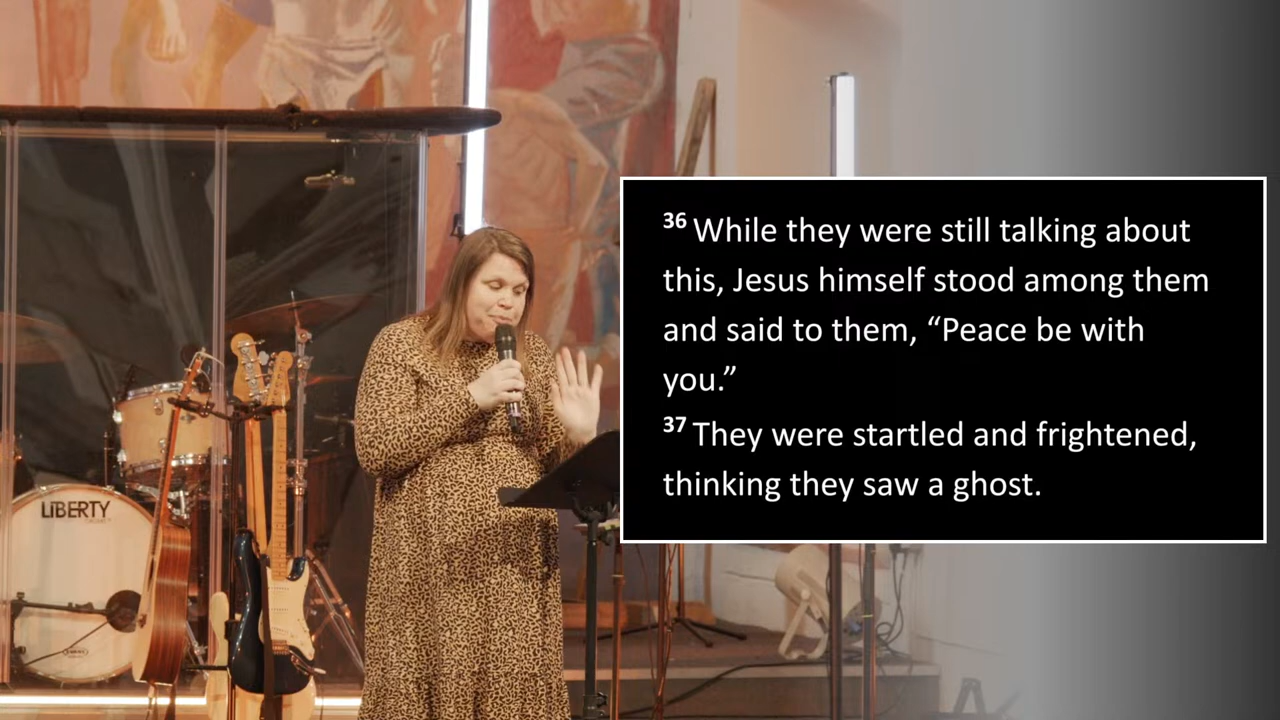 LIBERTY
36 While they were still talking about
this, Jesus himself stood among them
and said to them, “Peace be with
you.”
37 They were startled and frightened,
thinking they saw a ghost.